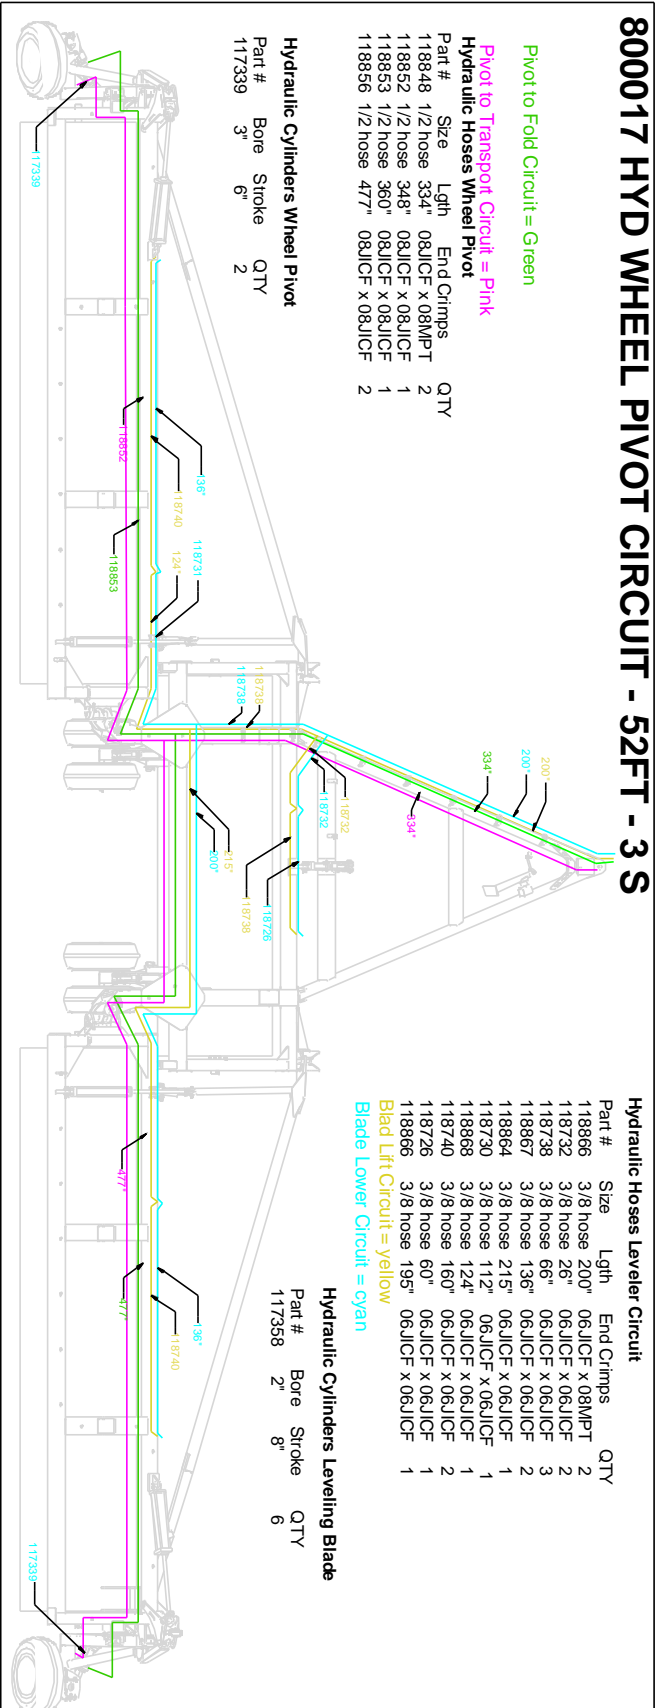 800017 HYD WHEEL PIVOT CIRCUIT - 52FT - 3 S
Pivot to Fold Circuit = Green
Pivot to Transport Circuit = Pink
Hydraulic Hoses Wheel Pivot
Part # Size Lgth End Crimps QTY
118848 1/2 hose 334" 08JICF x 08MPT 2
118852 1/2 hose 348" 08JICF x 08JICF 1
118853 1/2 hose 360" 08JICF x 08JICF 1
118856 1/2 hose 477" 08JICF x 08JICF 2
Hydraulic Cylinders Wheel Pivot
Part # Bore Stroke QTY
117339 3" 6" 2
Hydraulic Hoses Leveler Circuit
Part # Size Lgth End Crimps QTY
118866 3/8 hose 200" 06JICF x 08MPT 2
118732 3/8 hose 26" 06JICF x 06JICF 2
118738 3/8 hose 66" 06JICF x 06JICF 3
118867 3/8 hose 136" 06JICF x 06JICF 2
118864 3/8 hose 215" 06JICF x 06JICF 1
118730 3/8 hose 112" 06JICF x 06JICF 1
118868 3/8 hose 124" 06JICF x 06JICF 1
118740 3/8 hose 160" 06JICF x 06JICF 2
118726 3/8 hose 60" 06JICF x 06JICF 1
118866 3/8 hose 195" 06JICF x 06JICF 1
Blad Lift Circuit = yellow
Blade Lower Circuit = cyan
Hydraulic Cylinders Leveling Blade
Part # Bore Stroke QTY
117358 2" 8" 6
200"
200"
334"
334"
118738
118738
118732
118732
118726
118738
215"
200"
136"
118740
118731
124"
118852
118853
117339
477"
477"
136"
118740
117339